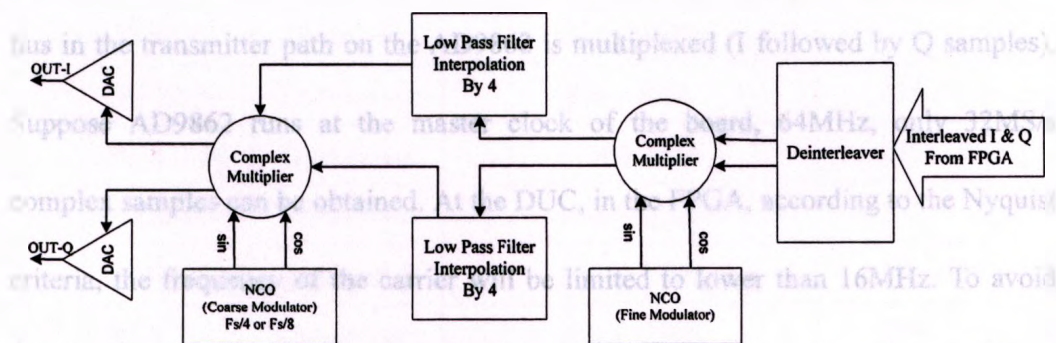 bus in the transmitter path on the AD9862 is multiplexed (I followed by Q samples).
Suppose AD9862 runs at the master clock of the board, 64MHz, only 32MS/s
complex samples can be obtained. At the DUC, in the FPGA, according to the Nyquist
criteria, the frequency of the carrier will be limited to lower than 16MHz. To avoid
OUT-I
DAC
OUT-Q
DAC
Complex
Multiplier
sin
cos
NCO
(Coarse Modulator)
Fs/4 or Fs/8
Low Pass Filter
Interpolation
By 4
Low Pass Filter
Interpolation
By 4
Complex
Multiplier
sin
cos
NCO
(Fine Modulator)
Deinterleaver
Interleaved I & Q
From FPGA